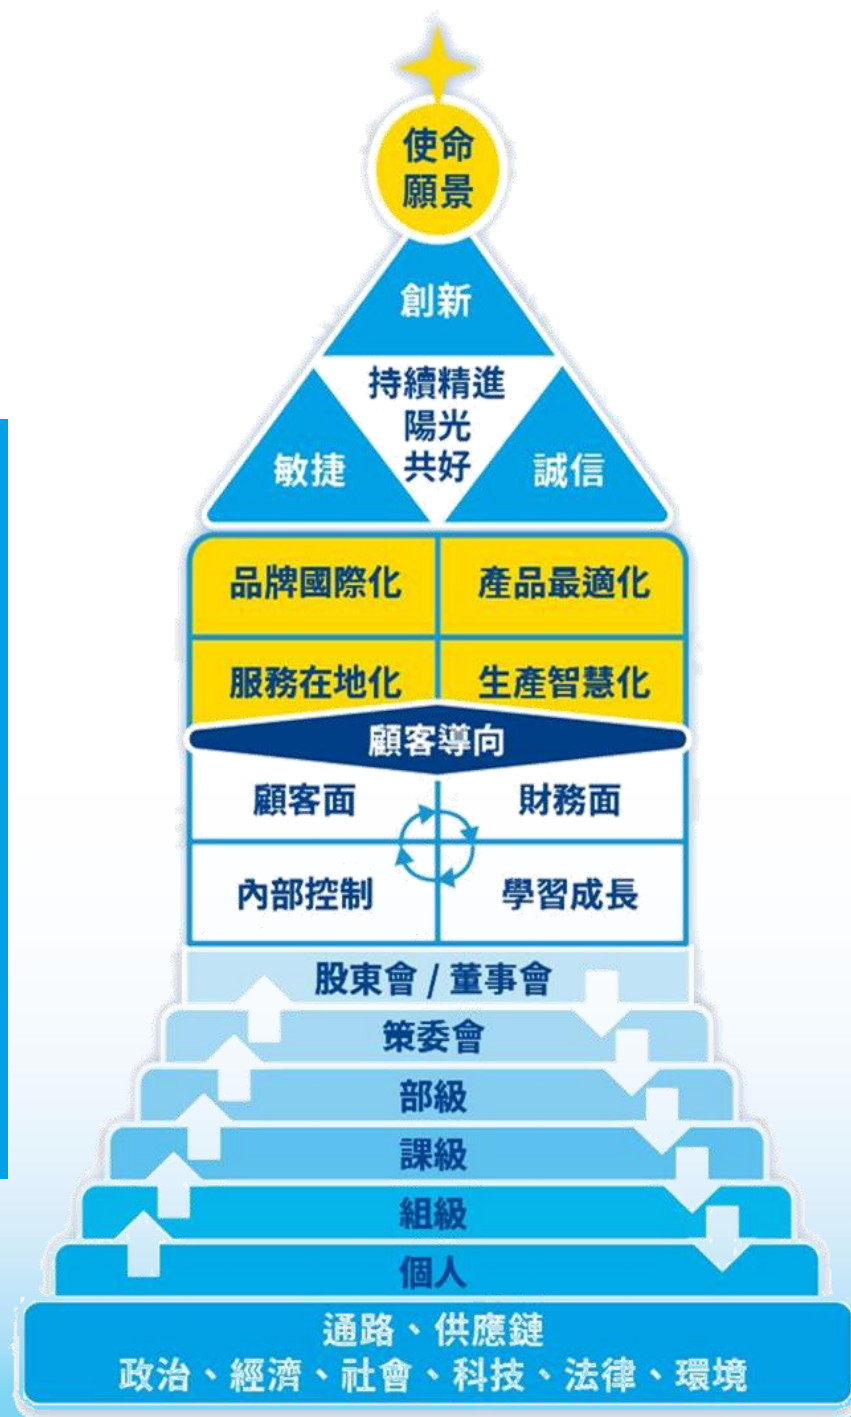 使命
願景
創新
持續精進
陽光
共好
敏捷
誠信
品牌國際化
產品最適化
服務在地化
生產智慧化
顧客導向
顧客面
財務面
內部控制
學習成長
股東會 / 董事會
策委會
部級
課級
組級
個人
通路、供應鏈
政治、經濟、社會、科技、法律、環境